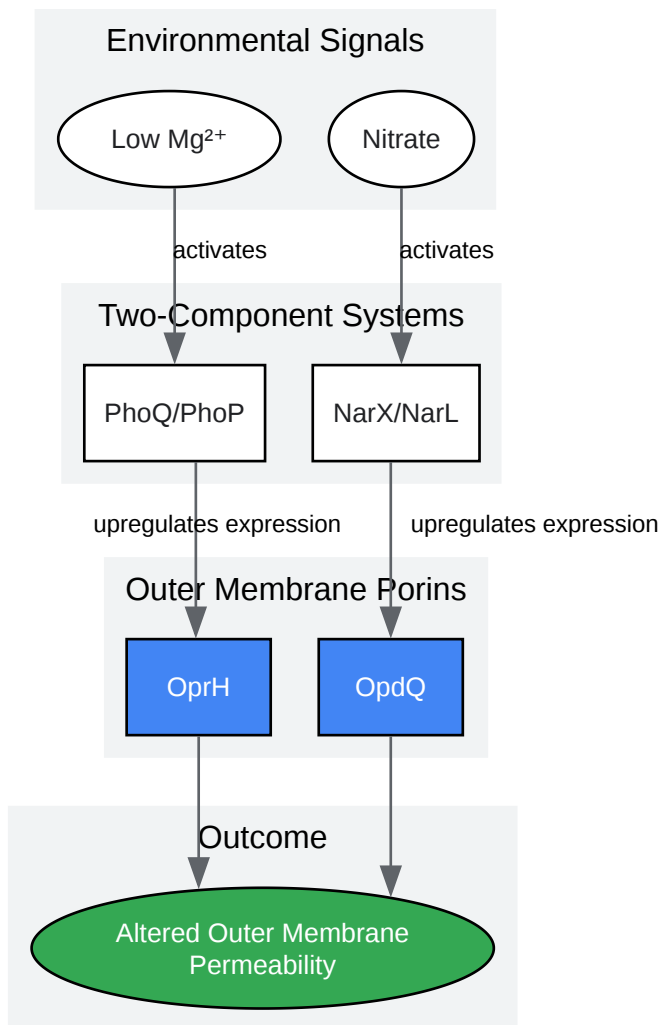 Environmental Signals
Low Mg²⁺
Nitrate
activates
activates
Two-Component Systems
PhoQ/PhoP
NarX/NarL
upregulates expression
upregulates expression
Outer Membrane Porins
OprH
OpdQ
Outcome
Altered Outer Membrane
Permeability